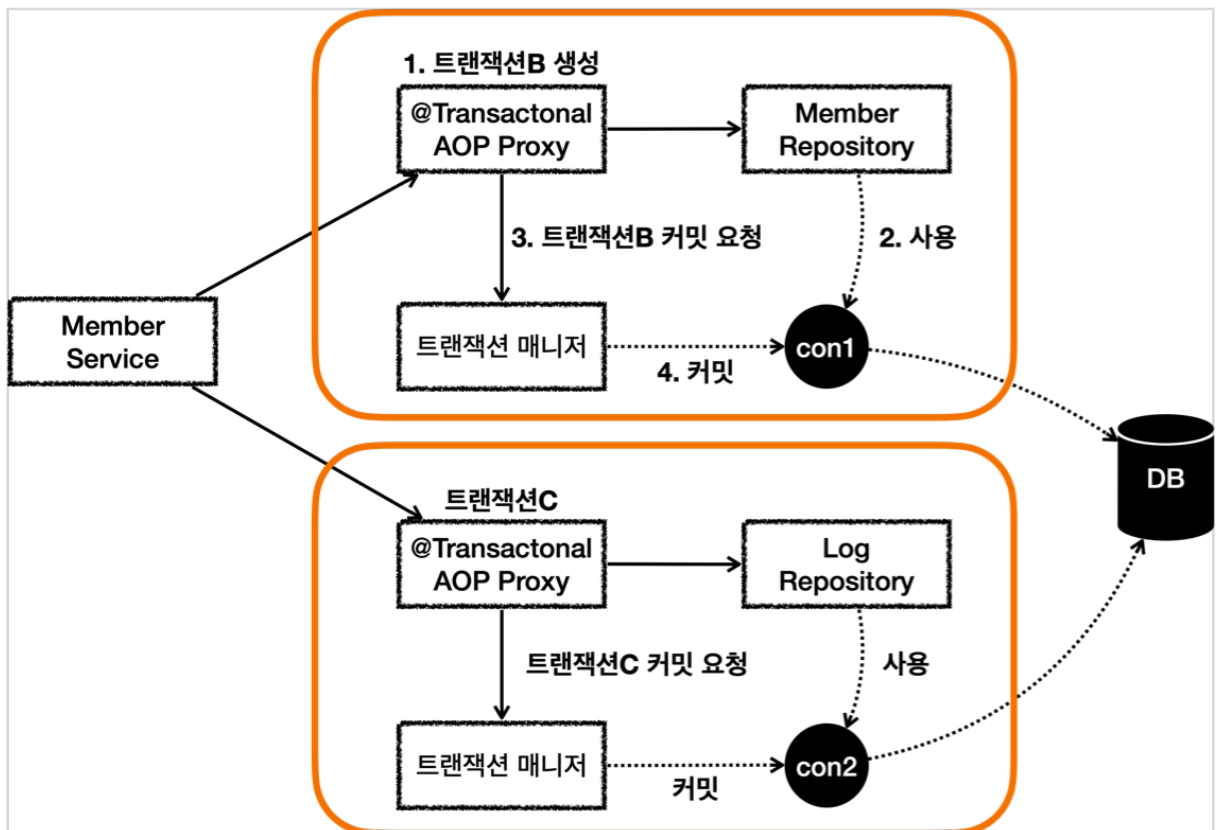 1. 트랜잭션B 생성
@Transactonal
AOP Proxy
Member
Repository
3. 트랜잭션B 커밋 요청
2. 사용
Member
Service
트랜잭션 매니저
4. 커밋
con1
DB
트랜잭션C
@Transactonal
AOP Proxy
Log
Repository
트랜잭션C 커밋 요청
사용
트랜잭션 매니저
커밋
con2